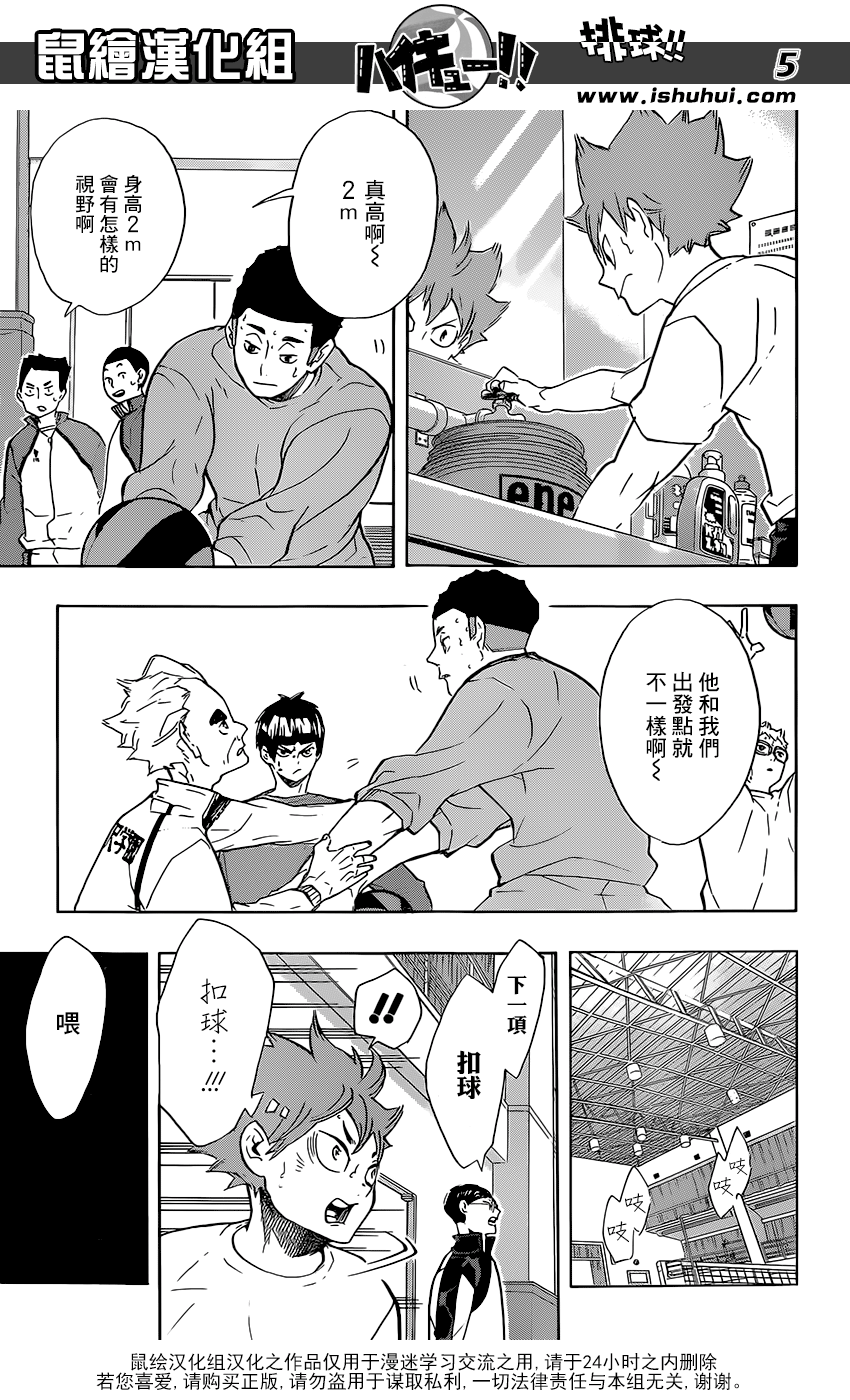 鼠繪漢化組
ハイキュー!!
排球!!
5
www.ishuhui.com
真高啊～
2m
身高2m
會有怎樣的
視野啊
ene
他和我們
出發點就
不一樣啊～
吱
吱
吱
下一項
扣球
!!
扣球…!!!
喂
鼠绘汉化组汉化之作品仅用于漫迷学习交流之用,请于24小时之内删除
若您喜爱,请购买正版,请勿盗用于谋取私利,一切法律责任与本组无关,谢谢。